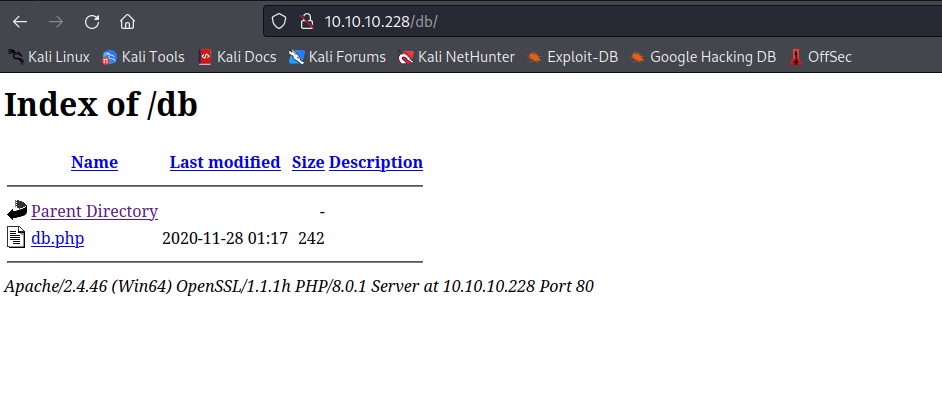 10.10.10.228/db/
Kali Linux Kali Tools Kali Docs Kali Forums Kali NetHunter Exploit-DB Google Hacking DB OffSec
Index of /db
Name Last modified Size Description
Parent Directory -
db.php 2020-11-28 01:17 242
Apache/2.4.46 (Win64) OpenSSL/1.1.1h PHP/8.0.1 Server at 10.10.10.228 Port 80